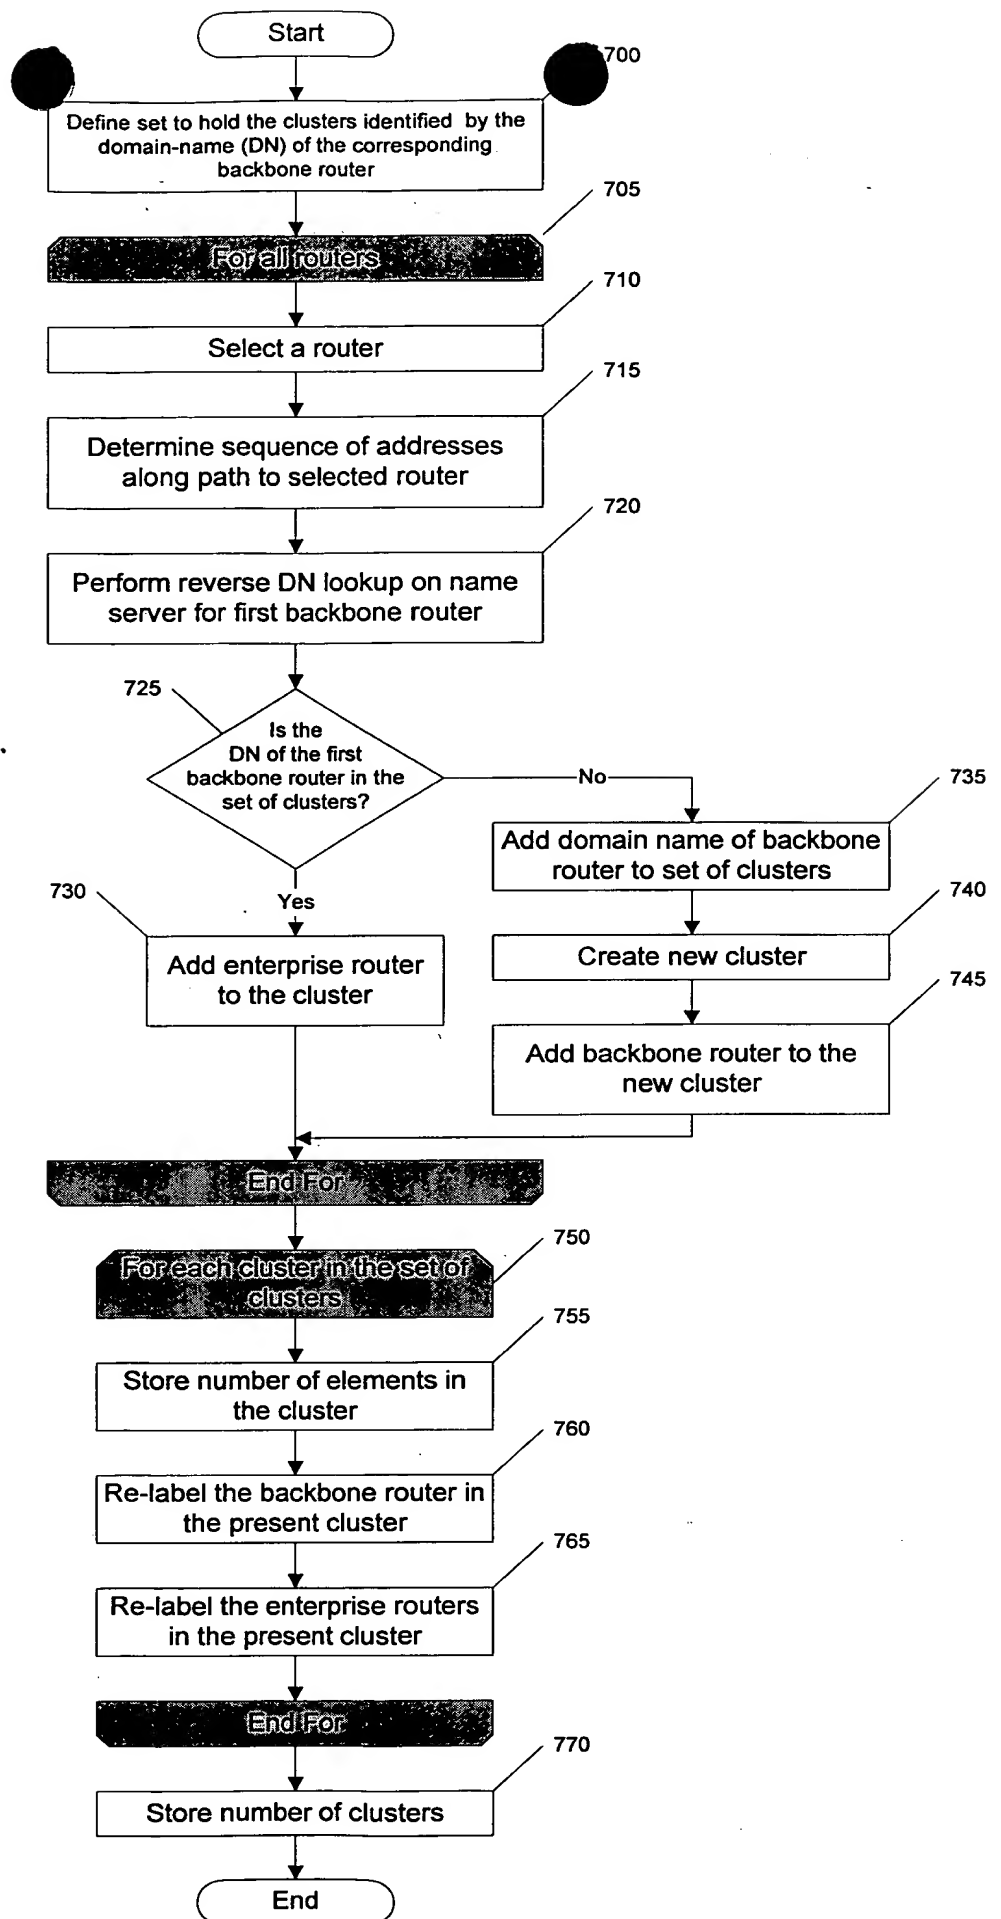 Start
700
Define set to hold the clusters identified by the
domain-name (DN) of the corresponding
backbone router
705
For all routers
710
Select a router
715
Determine sequence of addresses
along path to selected router
720
Perform reverse DN lookup on name
server for first backbone router
725
Is the
DN of the first
backbone router in the
set of clusters?
No
735
Add domain name of backbone
router to set of clusters
Yes
730
740
Add enterprise router
to the cluster
Create new cluster
745
Add backbone router to the
new cluster
End For
750
For each cluster in the set of
clusters
755
Store number of elements in
the cluster
760
Re-label the backbone router in
the present cluster
765
Re-label the enterprise routers
in the present cluster
End For
770
Store number of clusters
End